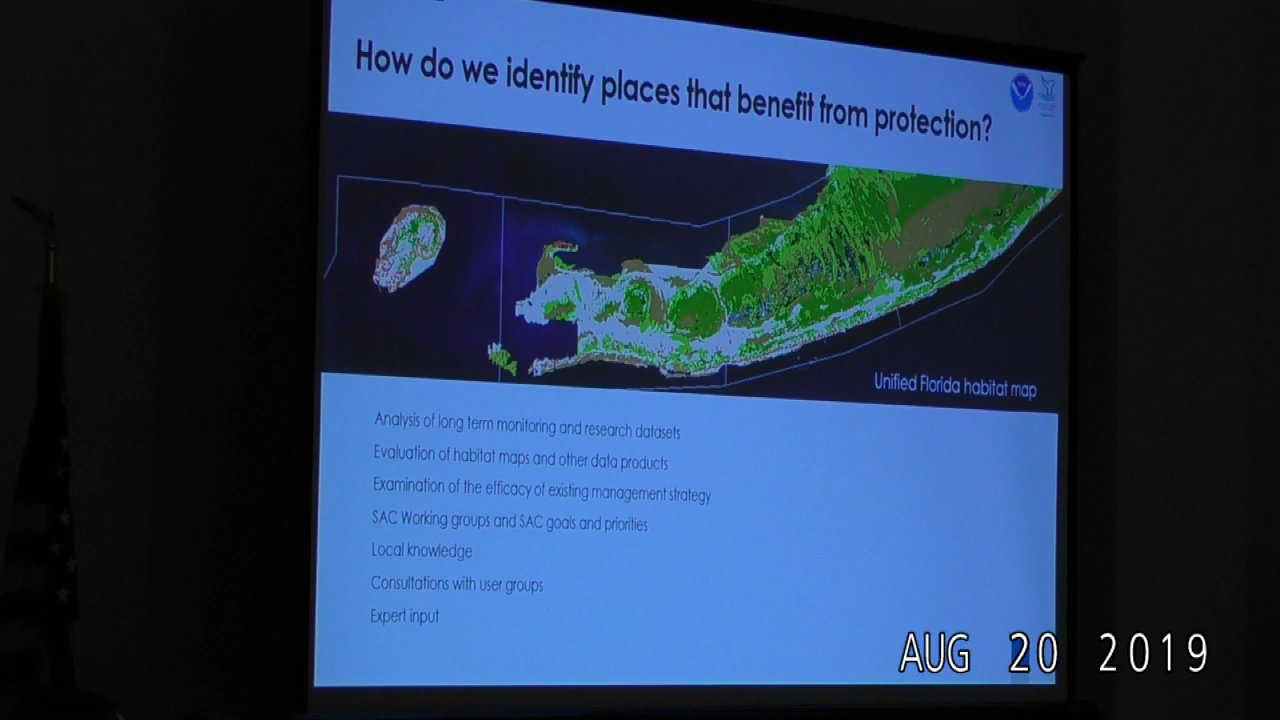 How do we identify places that benefit from protection?
Unified Florida habitat map
Analysis of long term monitoring and research datasets
Evaluation of habitat maps and other data products
Examination of the efficacy of existing management strategy
SAC Working groups and SAC goals and priorities
Local knowledge
Consultations with user groups
Expert input
AUG 20 2019